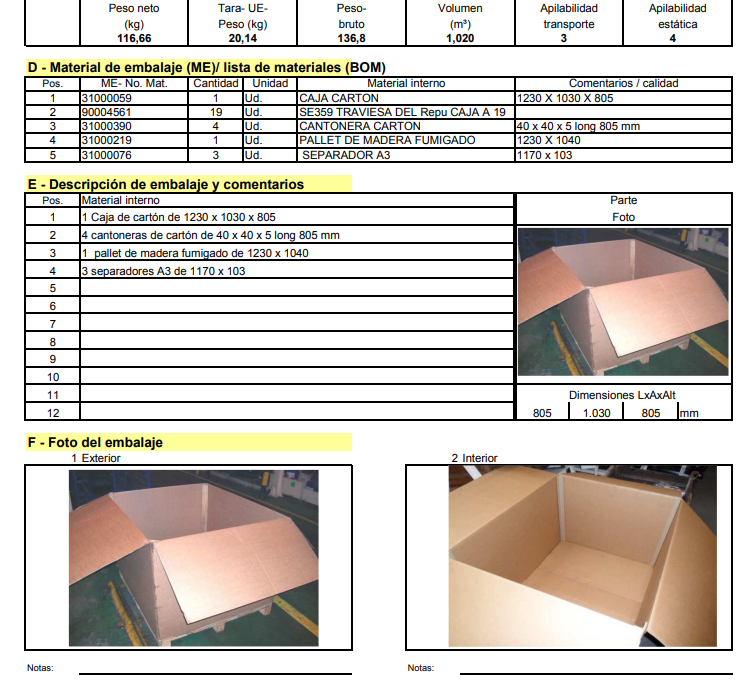 Peso neto (kg) Tara- UE- Peso (kg) Peso- bruto Volumen (m³) Apilabilidad transporte Apilabilidad estática
116,66 20,14 136,8 1,020 3 4
D - Material de embalaje (ME)/ lista de materiales (BOM)
Pos. ME- No. Mat. Cantidad Unidad Material interno Comentarios / calidad
1 31000059 1 Ud. CAJA CARTON 1230 X 1030 X 805
2 90004561 19 Ud. SE359 TRAVIESA DEL Repu CAJA A 19
3 31000390 4 Ud. CANTONERA CARTON 40 x 40 x 5 long 805 mm
4 31000219 1 Ud. PALLET DE MADERA FUMIGADO 1230 X 1040
5 31000076 3 Ud. SEPARADOR A3 1170 x 103
E - Descripción de embalaje y comentarios
Pos. Material interno Parte
1 1 Caja de cartón de 1230 x 1030 x 805 Foto
2 4 cantoneras de cartón de 40 x 40 x 5 long 805 mm
3 1 pallet de madera fumigado de 1230 x 1040
4 3 separadores A3 de 1170 x 103
5
6
7
8
9
10
11 Dimensiones LxAxAlt
12 805 1.030 805 mm
F - Foto del embalaje
1 Exterior 2 Interior
Notas: Notas: